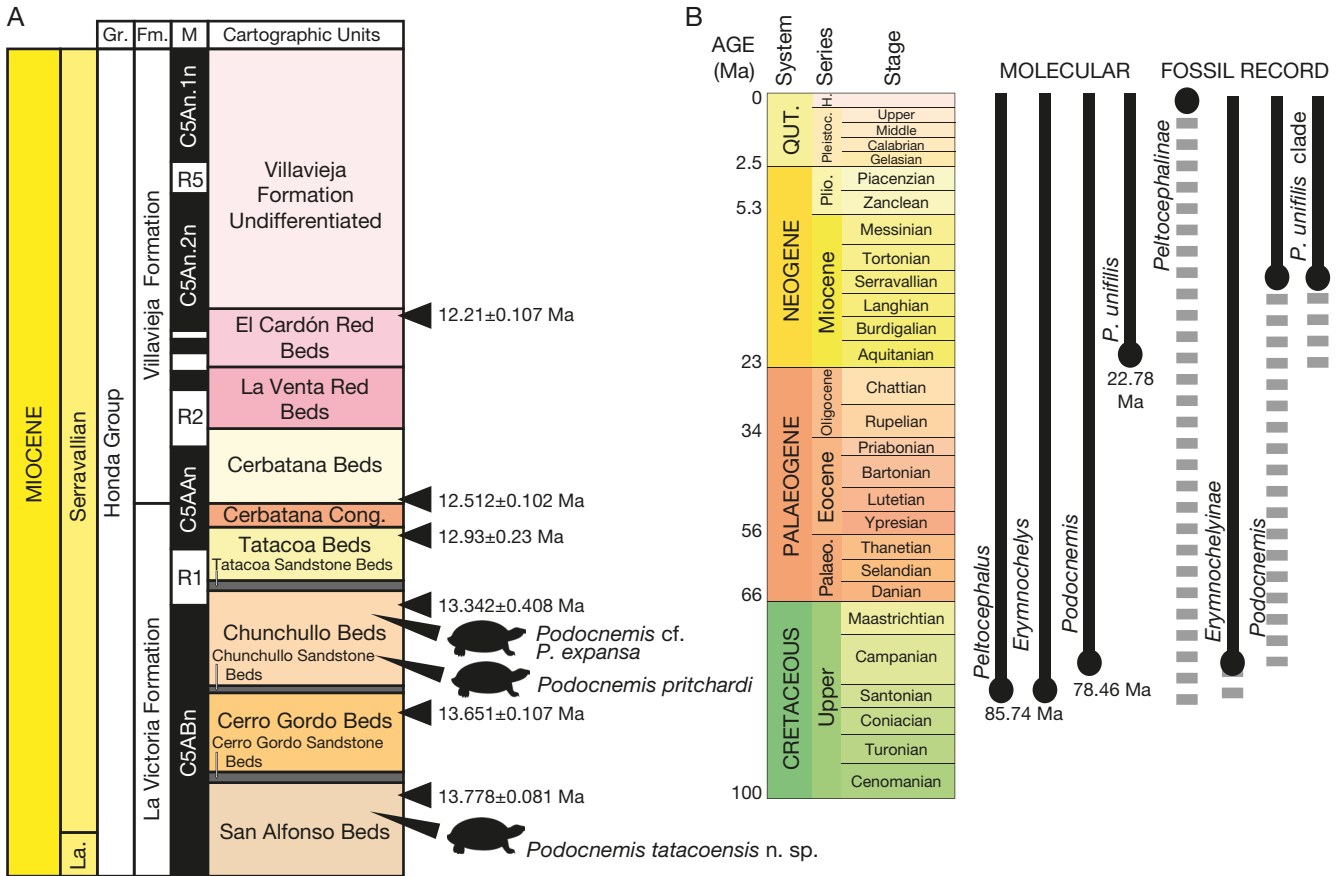 A
Gr.
Fm.
M
Cartographic Units
MIOCENE
Serravallian
La.
Honda Group
Villavieja Formation
La Victoria Formation
C5An.1n
R5
C5An.2n
R2
C5AAn
R1
C5ABn
Villavieja
Formation
Undifferentiated
12.21±0.107 Ma
El Cardón Red
Beds
La Venta Red
Beds
Cerbatana Beds
12.512±0.102 Ma
Cerbatana Cong.
12.93±0.23 Ma
Tatacoa Beds
Tatacoa Sandstone Beds
13.342±0.408 Ma
Chunchullo Beds
Chunchullo Sandstone
Beds
Podocnemis cf.
P. expansa
Podocnemis pritchardi
Cerro Gordo Beds
Cerro Gordo Sandstone
Beds
13.651±0.107 Ma
13.778±0.081 Ma
San Alfonso Beds
Podocnemis tatacoensis n. sp.
B
AGE
(Ma)
System
Series
Stage
0
2.5
5.3
23
34
56
66
100
QUT.
NEOGENE
PALAEOGENE
CRETACEOUS
H.
Pleistoc.
Plio.
Miocene
Oligocene
Eocene
Palaeo.
Upper
Upper
Middle
Calabrian
Gelasian
Piacenzian
Zanclean
Messinian
Tortonian
Serravallian
Langhian
Burdigalian
Aquitanian
Chattian
Rupelian
Priabonian
Bartonian
Lutetian
Ypresian
Thanetian
Selandian
Danian
Maastrichtian
Campanian
Santonian
Coniacian
Turonian
Cenomanian
MOLECULAR
Peltocephalus
Erymnochelys
Podocnemis
P. unifilis
85.74 Ma
78.46 Ma
22.78
Ma
FOSSIL RECORD
Peltocephalinae
Erymnochelyinae
Podocnemis
P. unifilis clade